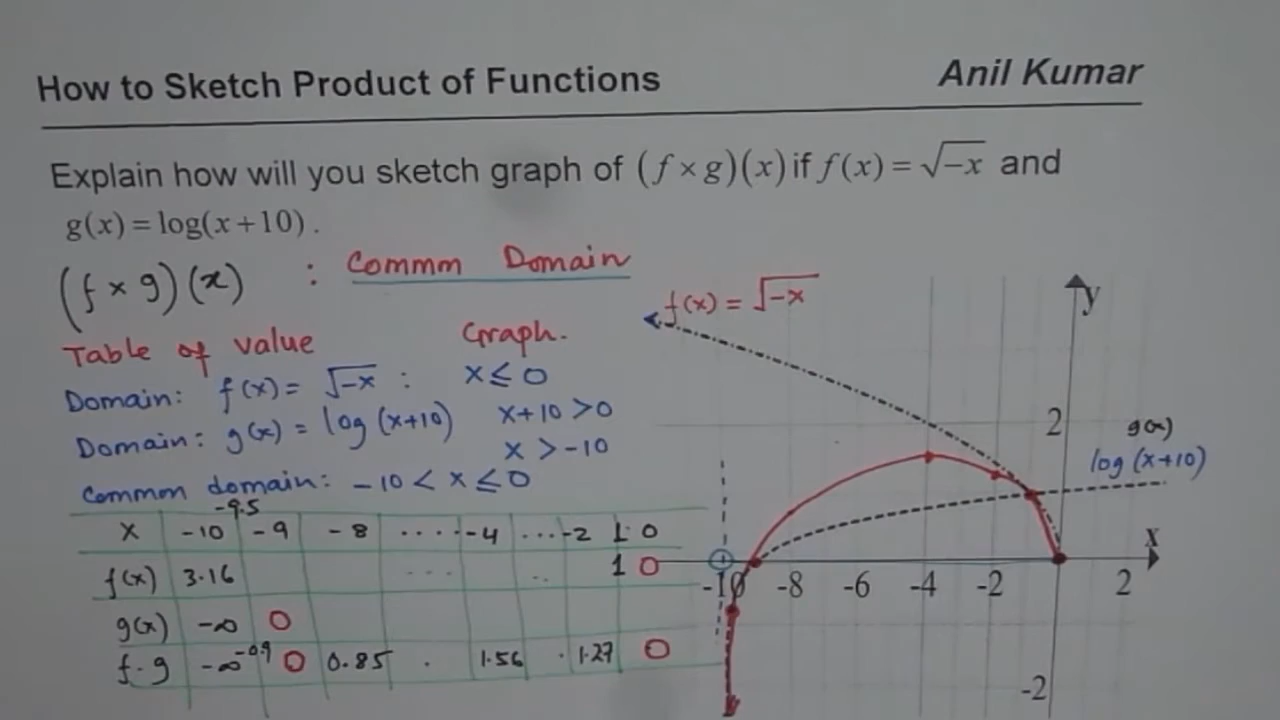 How to Sketch Product of Functions Anil Kumar
Explain how will you sketch graph of (f × g)(x) if f(x) = √−x and
g(x) = log(x+10).
(f × g)(x) : Common Domain
Table of value Graph.
Domain: f(x) = √−x : x ≤ 0
Domain: g(x) = log(x+10) x+10 > 0
x > −10
Common domain: −10 < x ≤ 0
−9.5
x −10 −9 −8 .... −4 ... −2 1 0
f(x) 3.16 ... .. 1 0
g(x) −∞ 0
f·g −∞ −0.9 0 0.85 . 1.56 . 1.27 0
f(x) = √−x
y
2
g(x)
log(x+10)
x
-10 -8 -6 -4 -2 2
-2